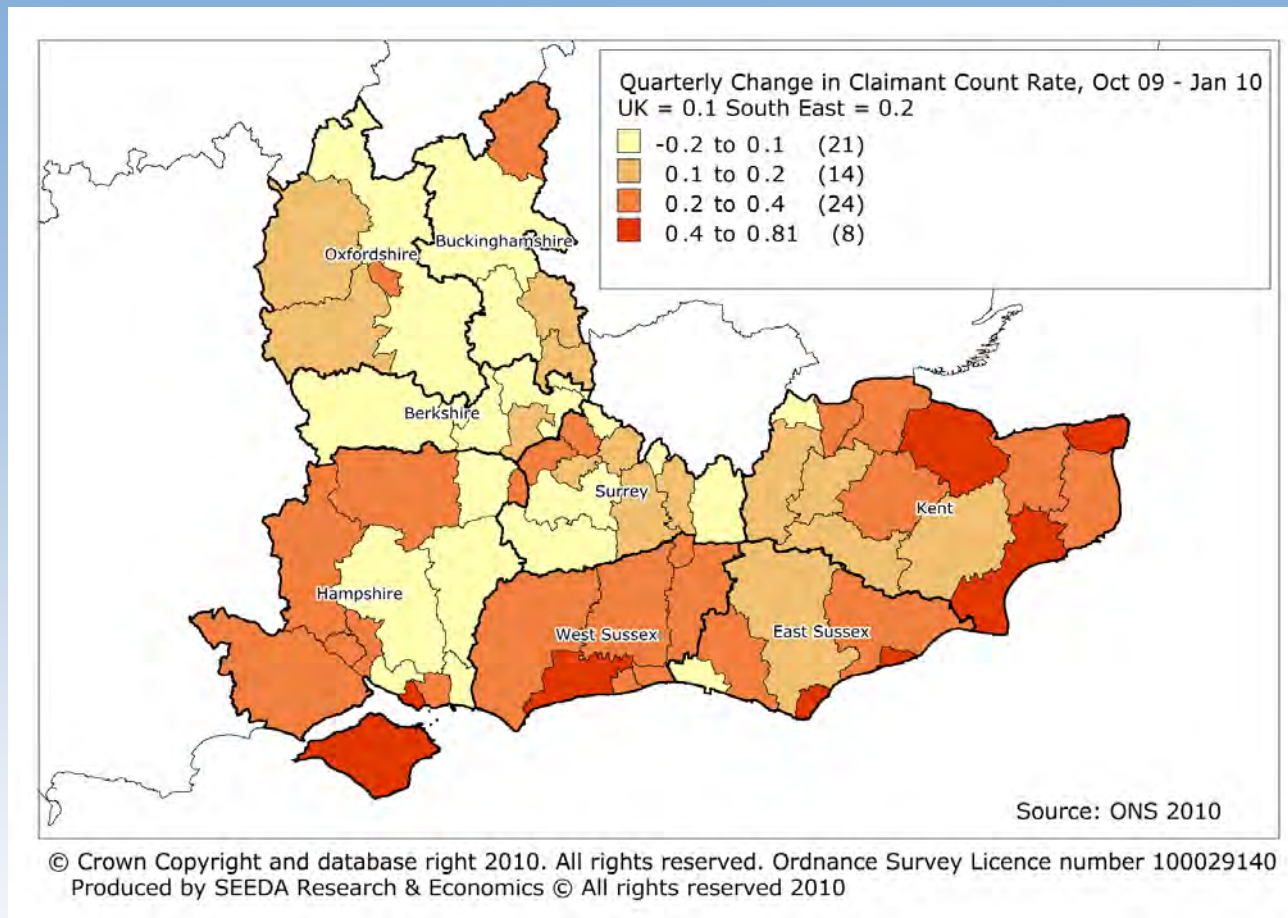 Quarterly Change in Claimant Count Rate, Oct 09 - Jan 10
UK = 0.1 South East = 0.2
-0.2 to 0.1 (21)
0.1 to 0.2 (14)
0.2 to 0.4 (24)
0.4 to 0.81 (8)
Buckinghamshire
Oxfordshire
Berkshire
Surrey
Kent
Hampshire
West Sussex
East Sussex
Source: ONS 2010
© Crown Copyright and database right 2010. All rights reserved. Ordnance Survey Licence number 100029140
Produced by SEEDA Research & Economics © All rights reserved 2010